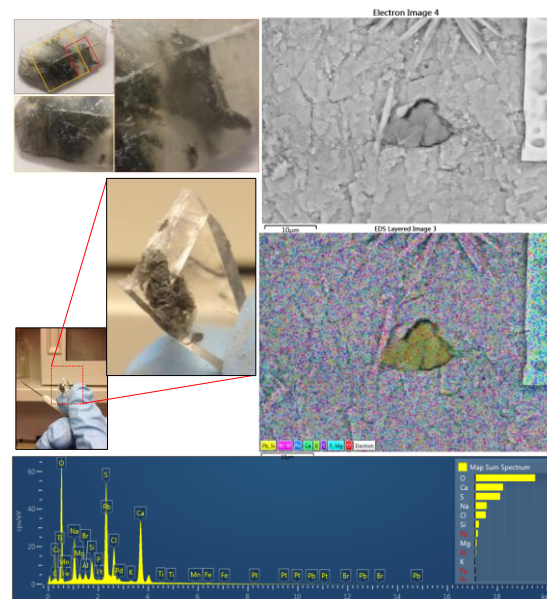 Electron Image 4
10µm
EDS Layered Image 3
Electron
Map Sum Spectrum
O
Ca
S
Na
Cl
Si
Mg
K
cps/eV
60
40
20
0
O
S
Pb
Ca
Na
Cl
Mg
Br
Si
Al
P
Pd
K
Ti
Ti
Mn
Fe
Fe
Pt
Pt
Pt
Pb
Pb
Br
Br
Pb
0
2
4
6
8
10
12
14
16
18